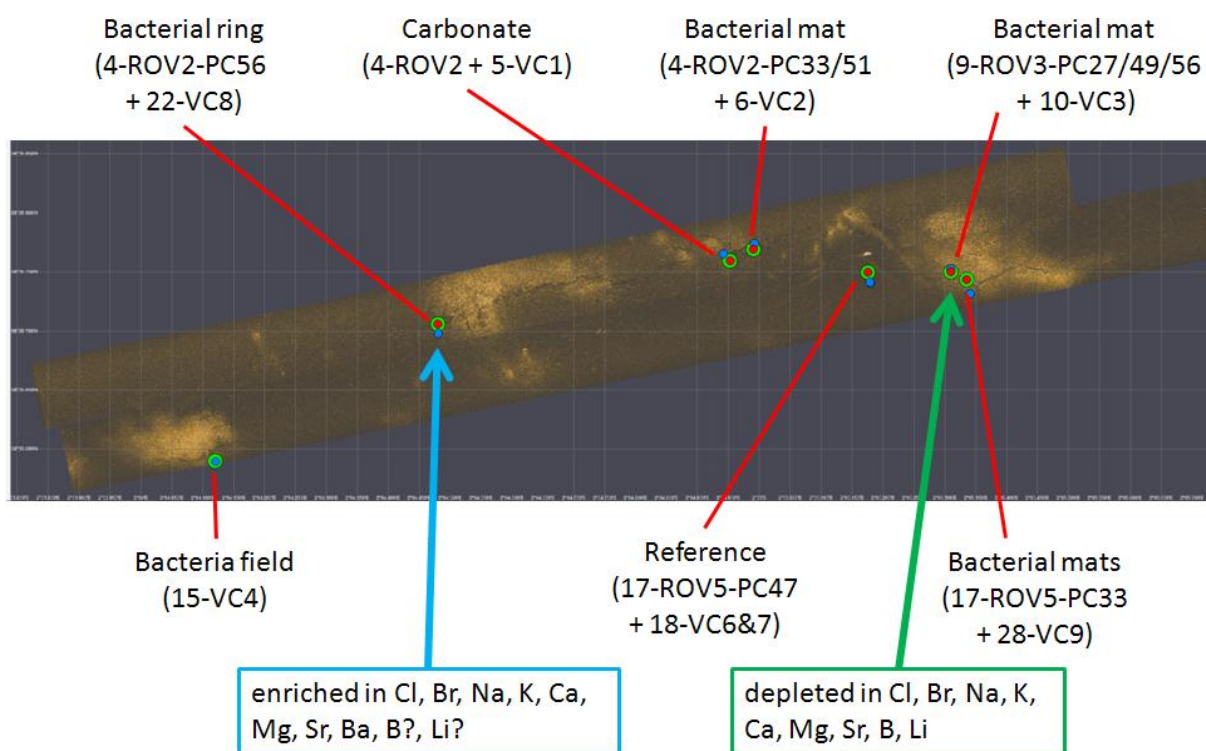 Bacterial ring
(4-ROV2-PC56
+ 22-VC8)
Carbonate
(4-ROV2 + 5-VC1)
Bacterial mat
(4-ROV2-PC33/51
+ 6-VC2)
Bacterial mat
(9-ROV3-PC27/49/56
+ 10-VC3)
Bacteria field
(15-VC4)
Reference
(17-ROV5-PC47
+ 18-VC6&7)
Bacterial mats
(17-ROV5-PC33
+ 28-VC9)
enriched in Cl, Br, Na, K, Ca,
Mg, Sr, Ba, B?, Li?
depleted in Cl, Br, Na, K,
Ca, Mg, Sr, B, Li